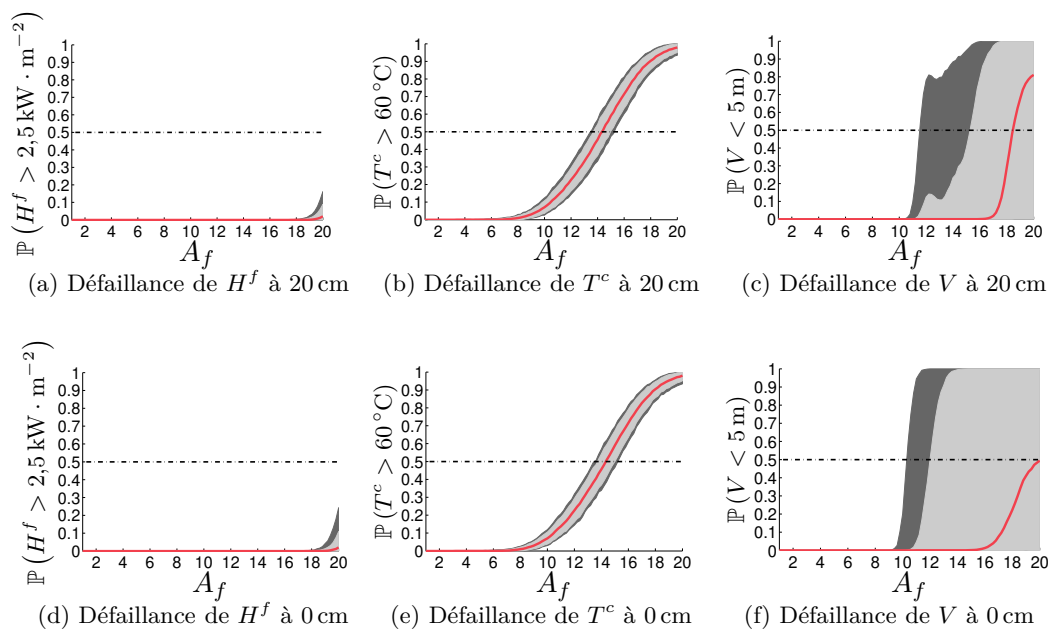 ℙ (H^f > 2,5 kW · m⁻²)
1
0.9
0.8
0.7
0.6
0.5
0.4
0.3
0.2
0.1
0
2 4 6 8 10 12 14 16 18 20
A_f
(a) Défaillance de H^f à 20 cm
ℙ (T^c > 60 °C)
1
0.9
0.8
0.7
0.6
0.5
0.4
0.3
0.2
0.1
0
2 4 6 8 10 12 14 16 18 20
A_f
(b) Défaillance de T^c à 20 cm
ℙ (V < 5 m)
1
0.9
0.8
0.7
0.6
0.5
0.4
0.3
0.2
0.1
0
2 4 6 8 10 12 14 16 18 20
A_f
(c) Défaillance de V à 20 cm
ℙ (H^f > 2,5 kW · m⁻²)
1
0.9
0.8
0.7
0.6
0.5
0.4
0.3
0.2
0.1
0
2 4 6 8 10 12 14 16 18 20
A_f
(d) Défaillance de H^f à 0 cm
ℙ (T^c > 60 °C)
1
0.9
0.8
0.7
0.6
0.5
0.4
0.3
0.2
0.1
0
2 4 6 8 10 12 14 16 18 20
A_f
(e) Défaillance de T^c à 0 cm
ℙ (V < 5 m)
1
0.9
0.8
0.7
0.6
0.5
0.4
0.3
0.2
0.1
0
2 4 6 8 10 12 14 16 18 20
A_f
(f) Défaillance de V à 0 cm